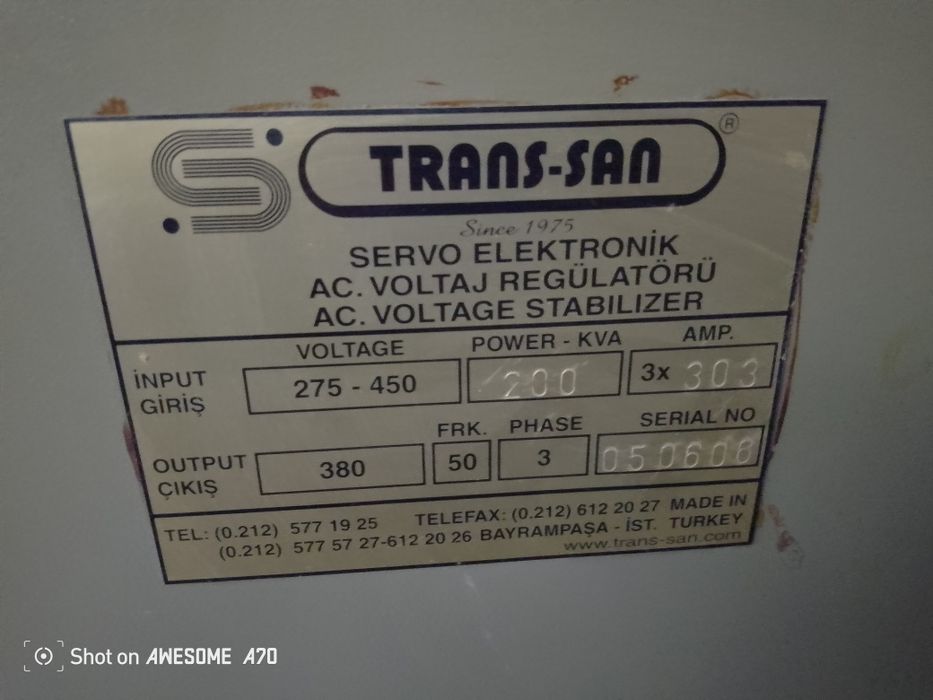 TRANS-SAN ®
Since 1975
SERVO ELEKTRONİK
AC. VOLTAJ REGÜLATÖRÜ
AC. VOLTAGE STABILIZER
VOLTAGE POWER - KVA AMP.
İNPUT GİRİŞ 275 - 450 200 3x 303
FRK. PHASE SERIAL NO
OUTPUT ÇIKIŞ 380 50 3 050608
TEL: (0.212) 577 19 25 TELEFAX: (0.212) 612 20 27 MADE IN
(0.212) 577 57 27-612 20 26 BAYRAMPAŞA - İST. TURKEY
www.trans-san.com
Shot on AWESOME A70